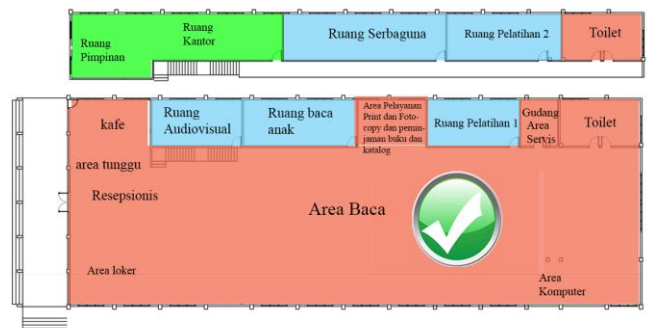 Ruang
Pimpinan
Ruang
Kantor
Ruang Serbaguna
Ruang Pelatihan 2
Toilet
kafe
Ruang
Audiovisual
Ruang baca
anak
Area Pelayanan
Print dan Foto-
copy dan pemin-
jaman buku dan
katalog
Ruang Pelatihan 1
Gudang
Area
Servis
Toilet
area tunggu
Resepsionis
Area Baca
Area loker
Area
Komputer